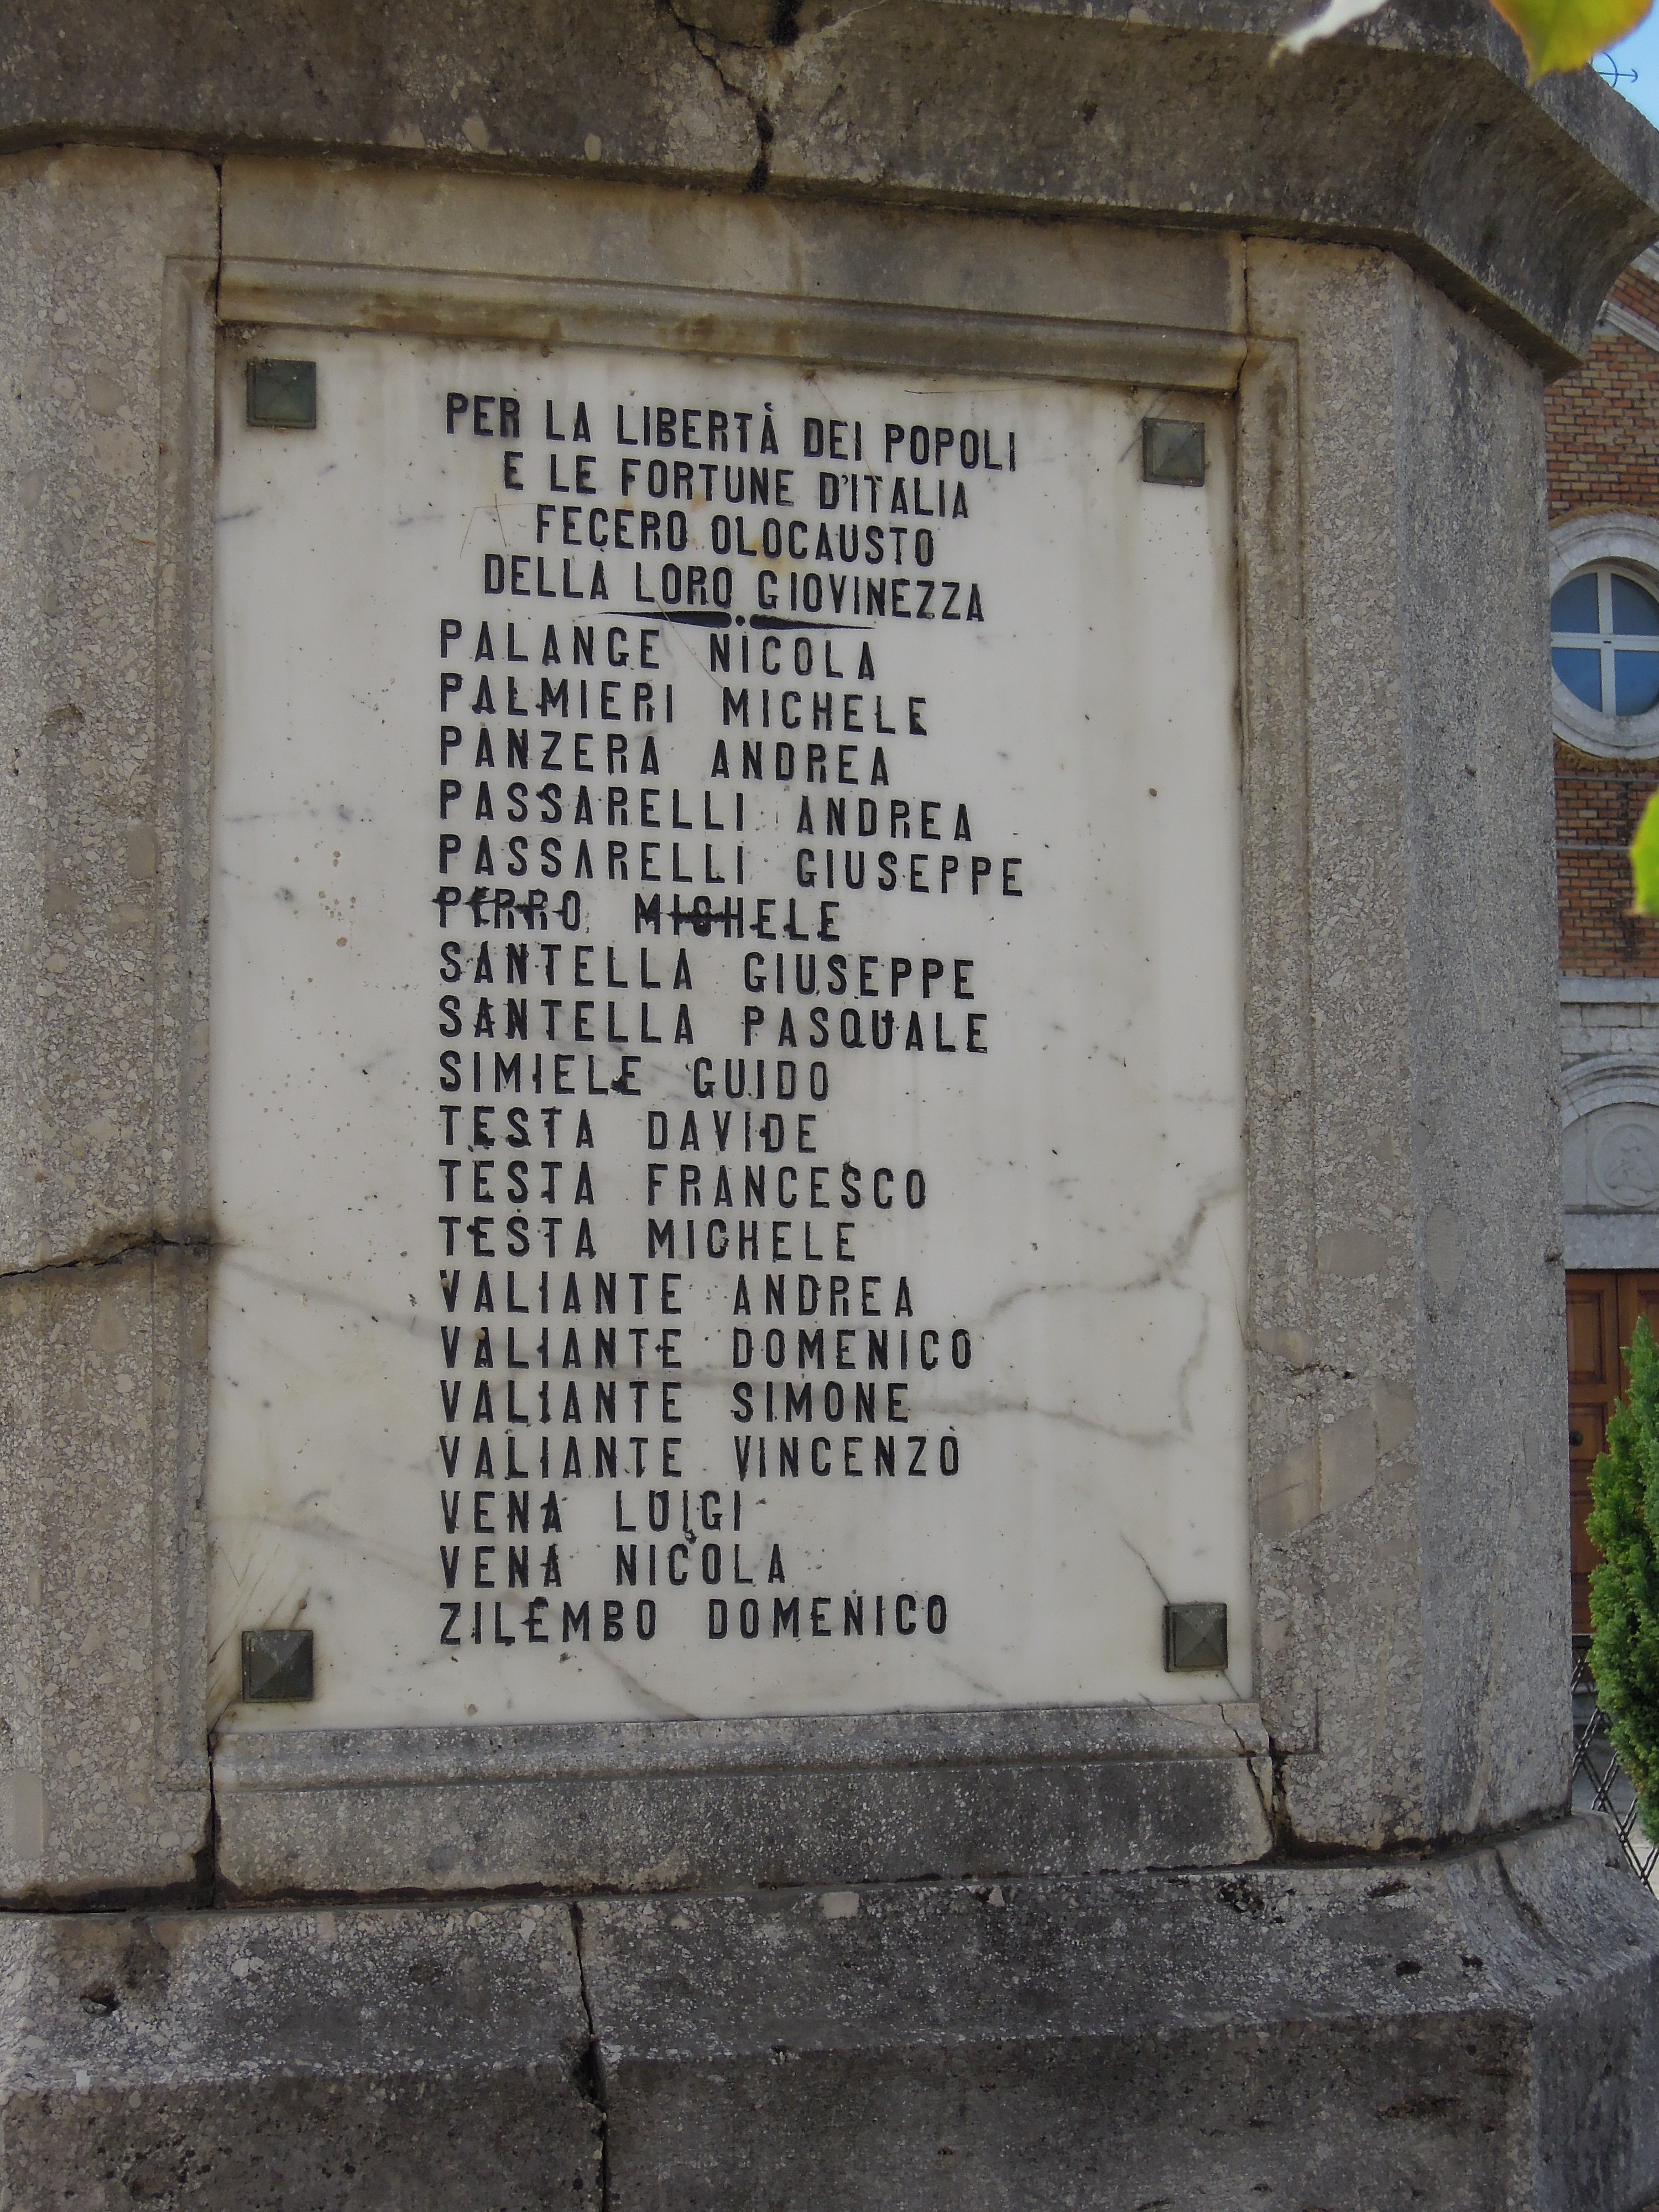 PER LA LIBERTÀ DEI POPOLI
E LE FORTUNE D'ITALIA
FECERO OLOCAUSTO
DELLA LORO GIOVINEZZA
PALANGE NICOLA
PALMIERI MICHELE
PANZERA ANDREA
PASSARELLI ANDREA
PASSARELLI GIUSEPPE
PERRO MICHELE
SANTELLA GIUSEPPE
SANTELLA PASQUALE
SIMIELE GUIDO
TESTA DAVIDE
TESTA FRANCESCO
TESTA MICHELE
VALIANTE ANDREA
VALIANTE DOMENICO
VALIANTE SIMONE
VALIANTE VINCENZO
VENA LUIGI
VENA NICOLA
ZILEMBO DOMENICO